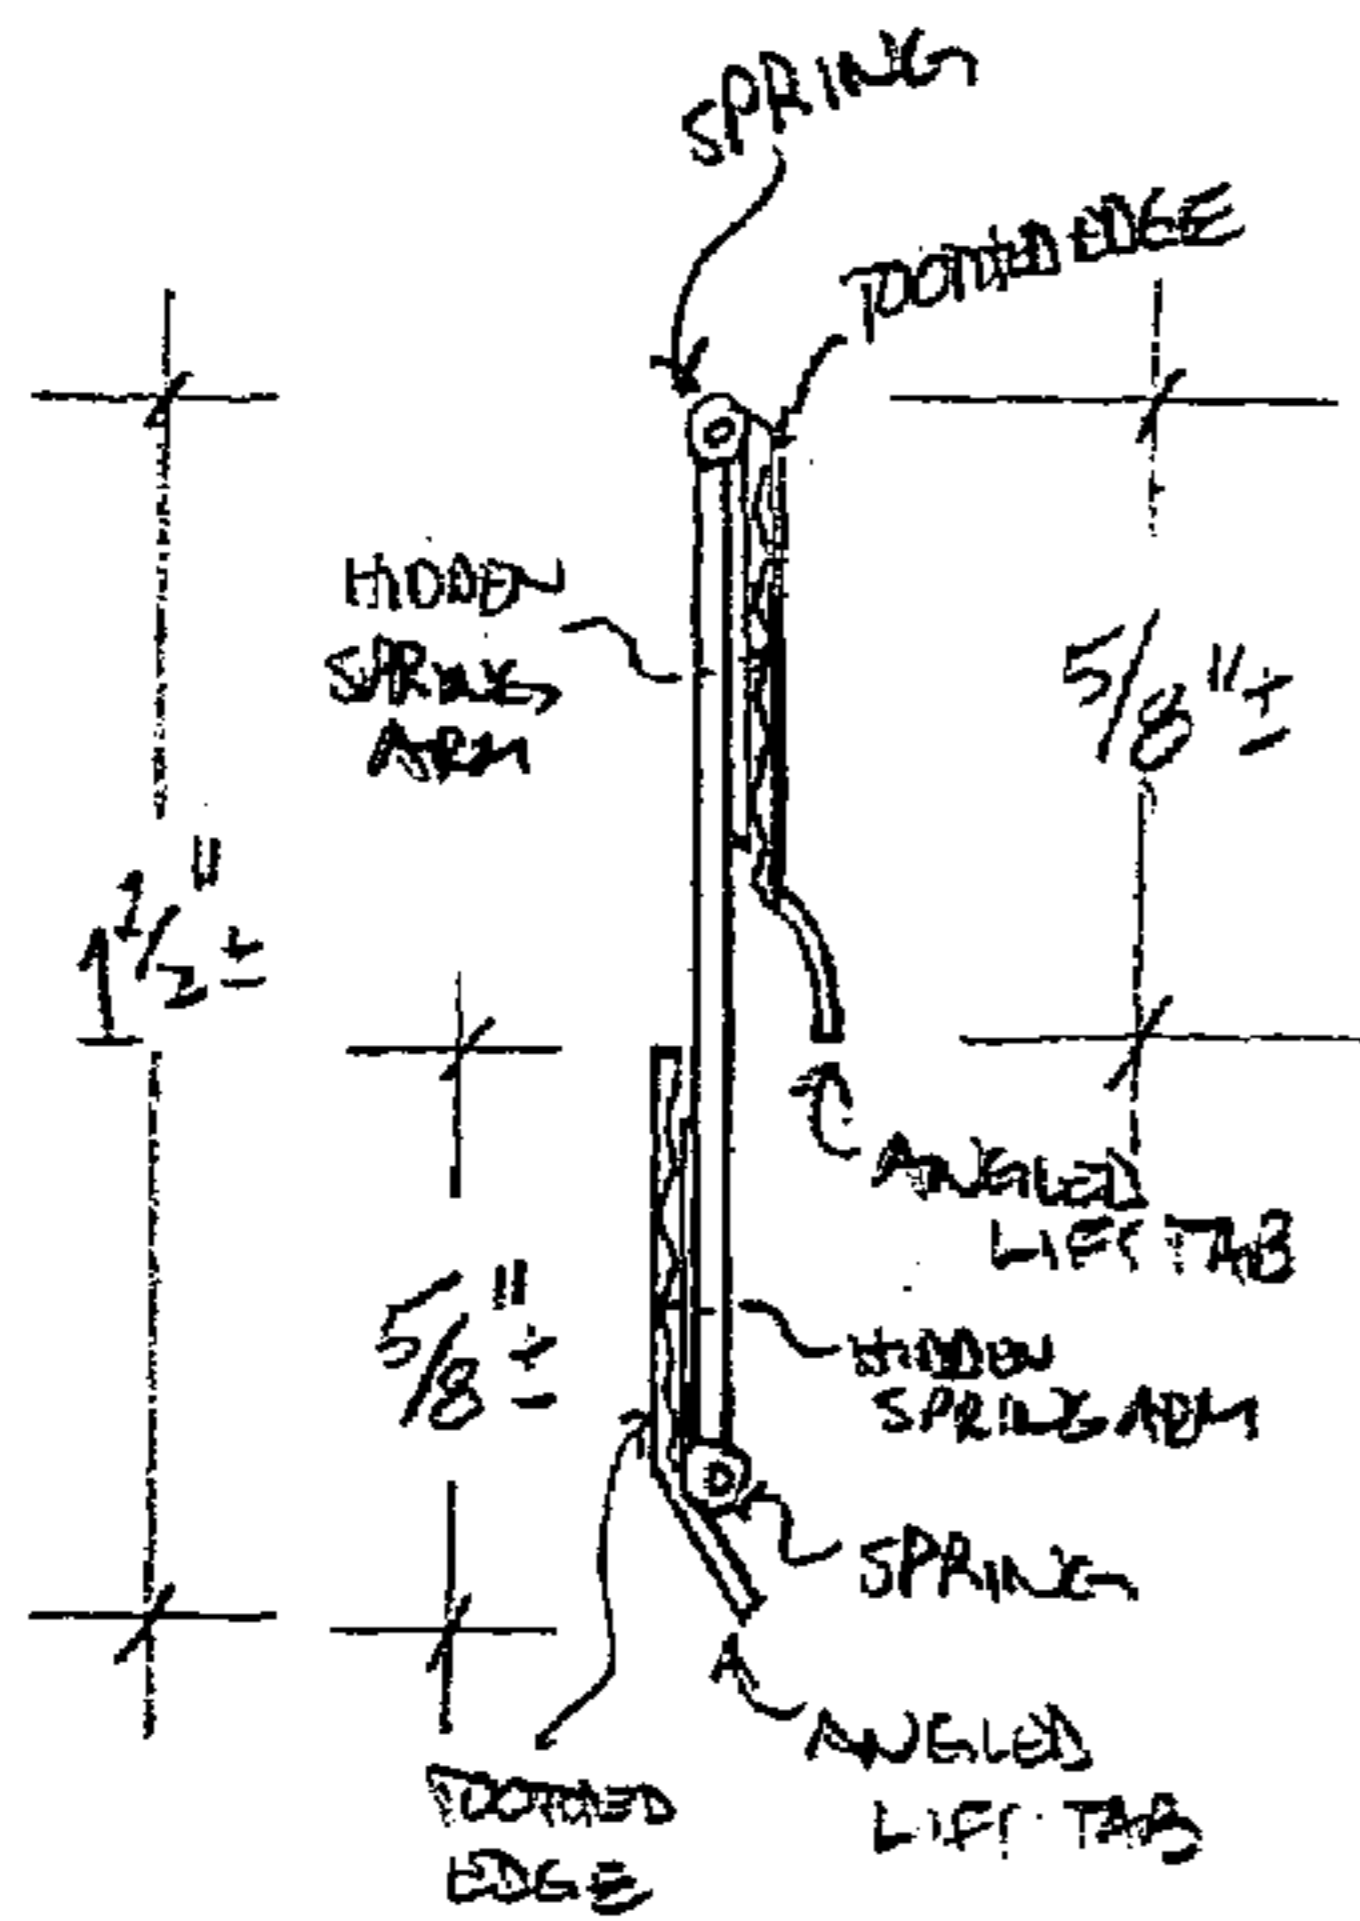 SPRING
TOOTHED EDGE
HIDDEN
SPRING
ARM
5/8"±
1 1/2"±
ANGLED
LIFT TAB
5/8"±
HIDDEN
SPRING ARM
SPRING
ANGLED
LIFT TAB
TOOTHED
EDGE